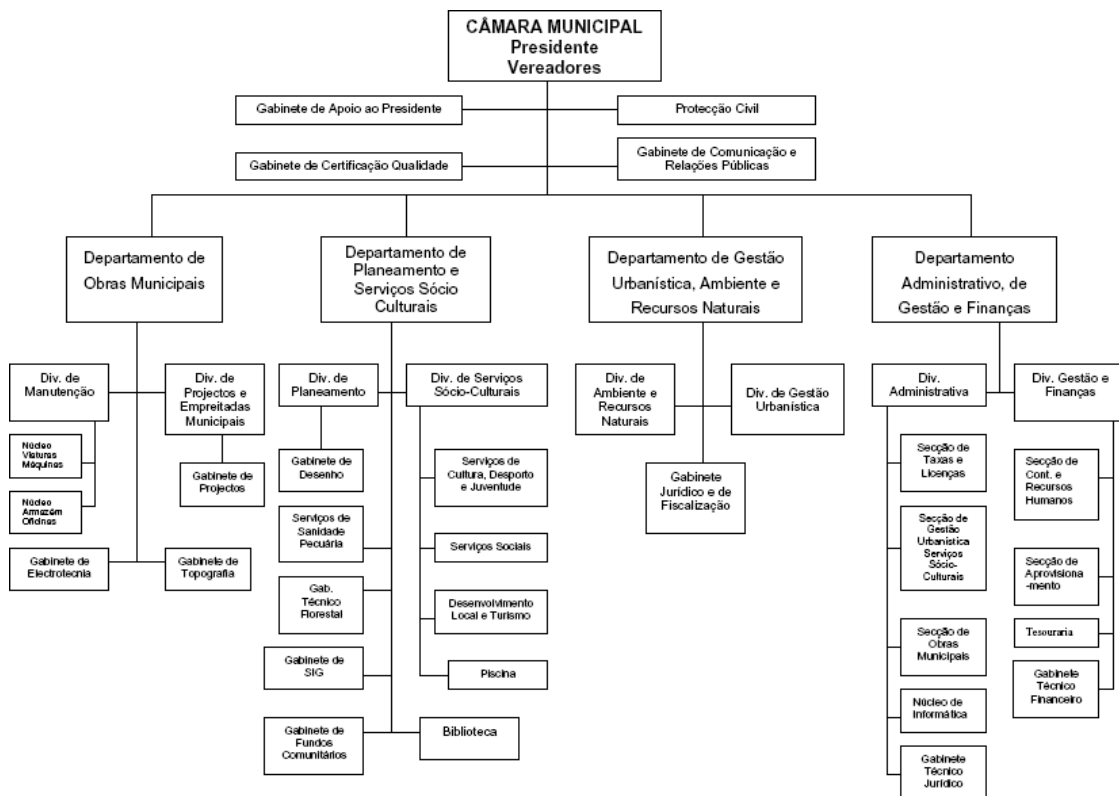 CÂMARA MUNICIPAL
Presidente
Vereadores
Gabinete de Apoio ao Presidente
Protecção Civil
Gabinete de Certificação Qualidade
Gabinete de Comunicação e
Relações Públicas
Departamento de
Obras Municipais
Departamento de
Planeamento e
Serviços Sócio
Culturais
Departamento de Gestão
Urbanística, Ambiente e
Recursos Naturais
Departamento
Administrativo, de
Gestão e Finanças
Div. de
Manutenção
Div. de
Projectos e
Empreitadas
Municipais
Núcleo
Viaturas
Máquinas
Gabinete de
Projectos
Núcleo
Armazém
Oficinas
Gabinete de
Electrotecnia
Gabinete de
Topografia
Div. de
Planeamento
Div. de Serviços
Sócio-Culturais
Gabinete de
Desenho
Serviços de
Cultura, Desporto
e Juventude
Serviços de
Sanidade
Pecuária
Serviços Sociais
Gab.
Técnico
Florestal
Desenvolvimento
Local e Turismo
Gabinete de
SIG
Piscina
Gabinete de
Fundos
Comunitários
Biblioteca
Div. de
Ambiente e
Recursos
Naturais
Div. de Gestão
Urbanística
Gabinete
Jurídico e de
Fiscalização
Div.
Administrativa
Div. Gestão e
Finanças
Secção de
Taxas e
Licenças
Secção de
Cont. e
Recursos
Humanos
Secção de
Gestão
Urbanística
Serviços
Sócio-
Culturais
Secção de
Aprovisiona
-mento
Secção de
Obras
Municipais
Tesouraria
Gabinete
Técnico
Financeiro
Núcleo de
Informática
Gabinete
Técnico
Jurídico